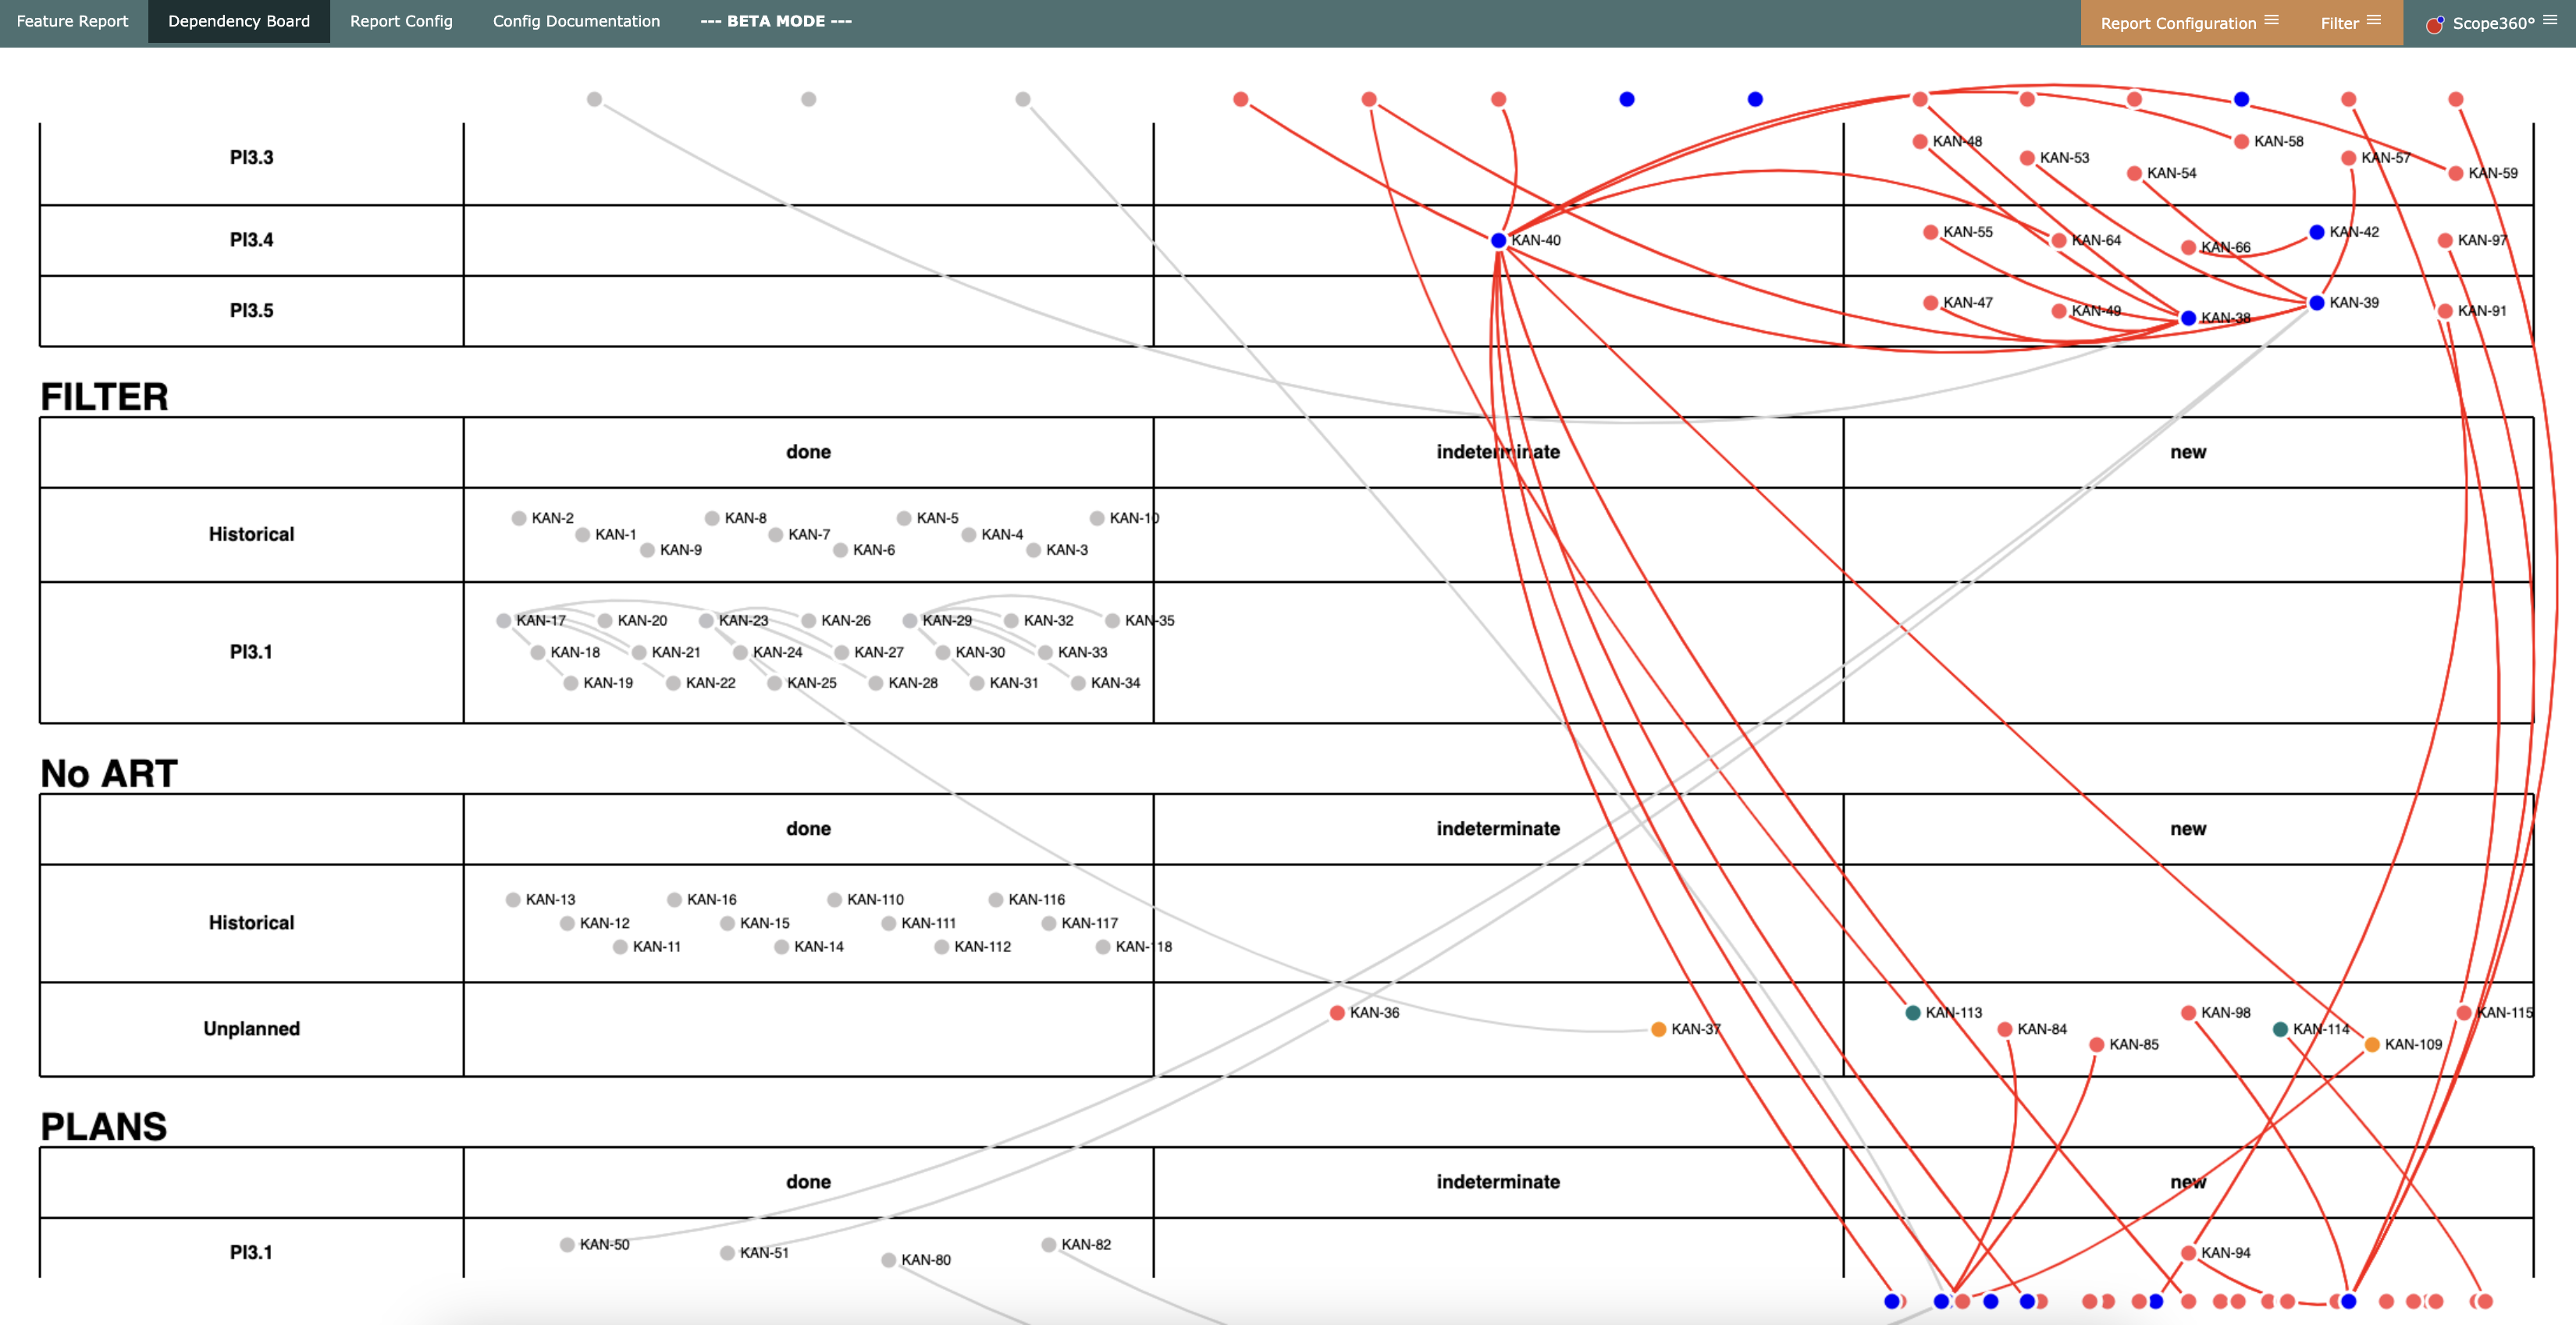 Feature Report Dependency Board Report Config Config Documentation --- BETA MODE --- Report Configuration Filter Scope360°
PI3.3 KAN-48 KAN-53 KAN-54 KAN-58 KAN-57 KAN-59
PI3.4 KAN-40 KAN-55 KAN-64 KAN-66 KAN-42 KAN-97
PI3.5 KAN-47 KAN-49 KAN-38 KAN-39 KAN-91
FILTER
done indeterminate new
KAN-2 KAN-8 KAN-5 KAN-10
Historical KAN-1 KAN-7 KAN-4
KAN-9 KAN-6 KAN-3
KAN-17 KAN-20 KAN-23 KAN-26 KAN-29 KAN-32 KAN-35
PI3.1 KAN-18 KAN-21 KAN-24 KAN-27 KAN-30 KAN-33
KAN-19 KAN-22 KAN-25 KAN-28 KAN-31 KAN-34
No ART
done indeterminate new
KAN-13 KAN-16 KAN-110 KAN-116
Historical KAN-12 KAN-15 KAN-111 KAN-117
KAN-11 KAN-14 KAN-112 KAN-118
KAN-36 KAN-113 KAN-98 KAN-115
Unplanned KAN-37 KAN-84 KAN-114
KAN-85 KAN-109
PLANS
done indeterminate new
KAN-50 KAN-82
PI3.1 KAN-51 KAN-94
KAN-80